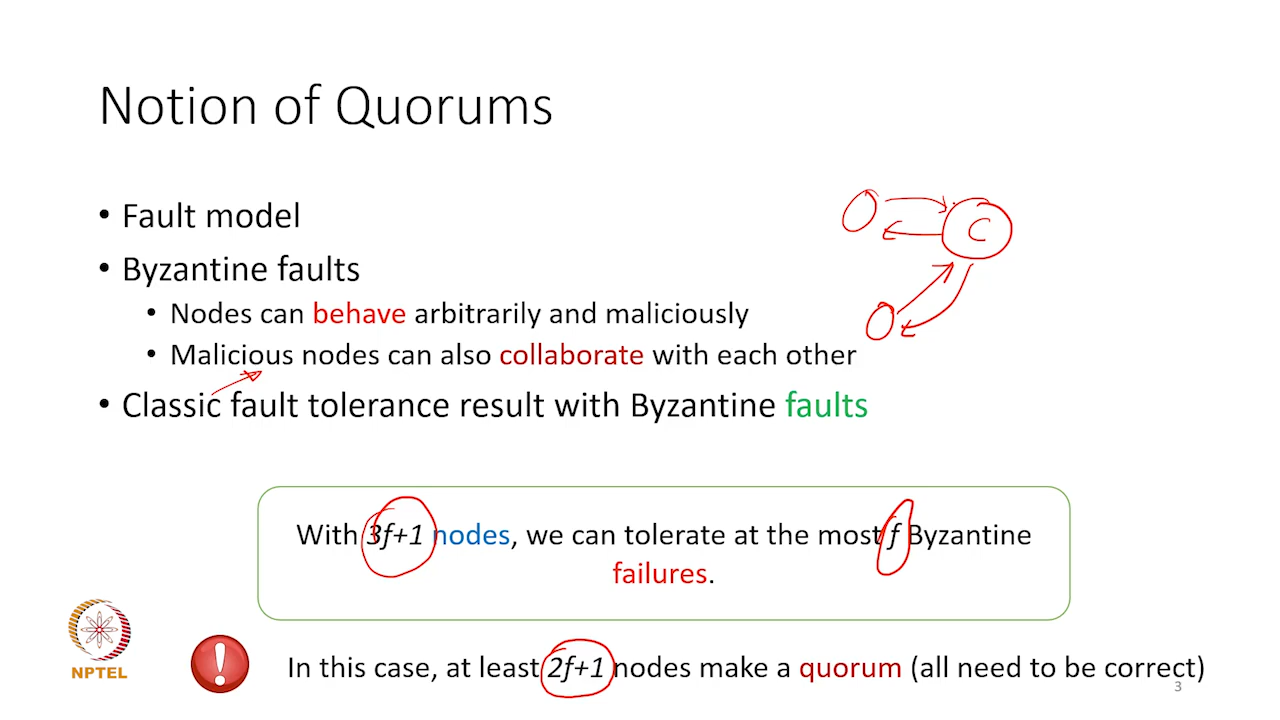 Notion of Quorums
• Fault model
• Byzantine faults
• Nodes can behave arbitrarily and maliciously
• Malicious nodes can also collaborate with each other
• Classic fault tolerance result with Byzantine faults
C
With 3f+1 nodes, we can tolerate at the most f Byzantine
failures.
In this case, at least 2f+1 nodes make a quorum (all need to be correct)
NPTEL
3